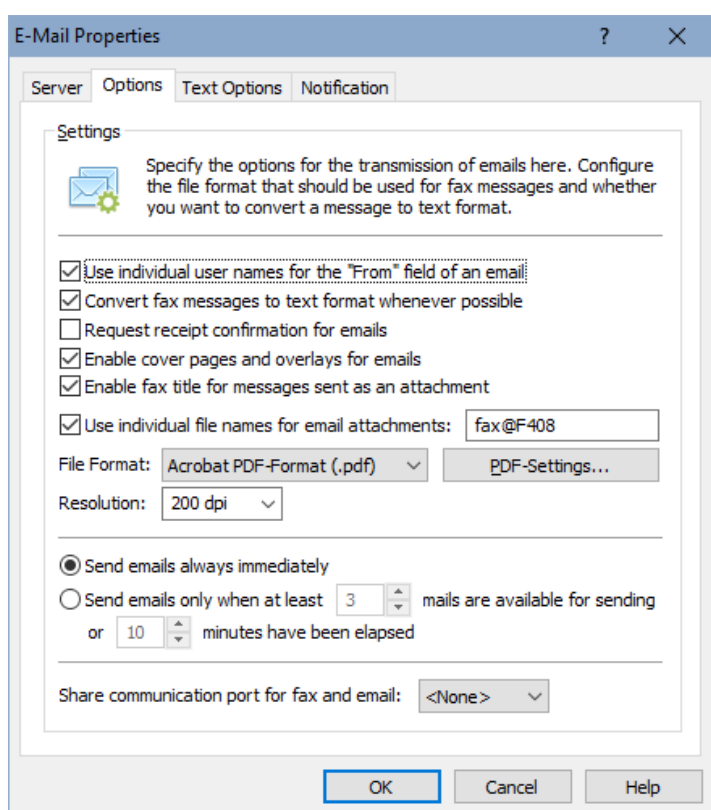 E-Mail Properties ?
Server Options Text Options Notification
Settings
Specify the options for the transmission of emails here. Configure
the file format that should be used for fax messages and whether
you want to convert a message to text format.
Use individual user names for the "From" field of an email
Convert fax messages to text format whenever possible
Request receipt confirmation for emails
Enable cover pages and overlays for emails
Enable fax title for messages sent as an attachment
Use individual file names for email attachments: fax@F408
File Format: Acrobat PDF-Format (.pdf) PDF-Settings...
Resolution: 200 dpi
Send emails always immediately
Send emails only when at least 3 mails are available for sending
or 10 minutes have been elapsed
Share communication port for fax and email: <None>
OK Cancel Help